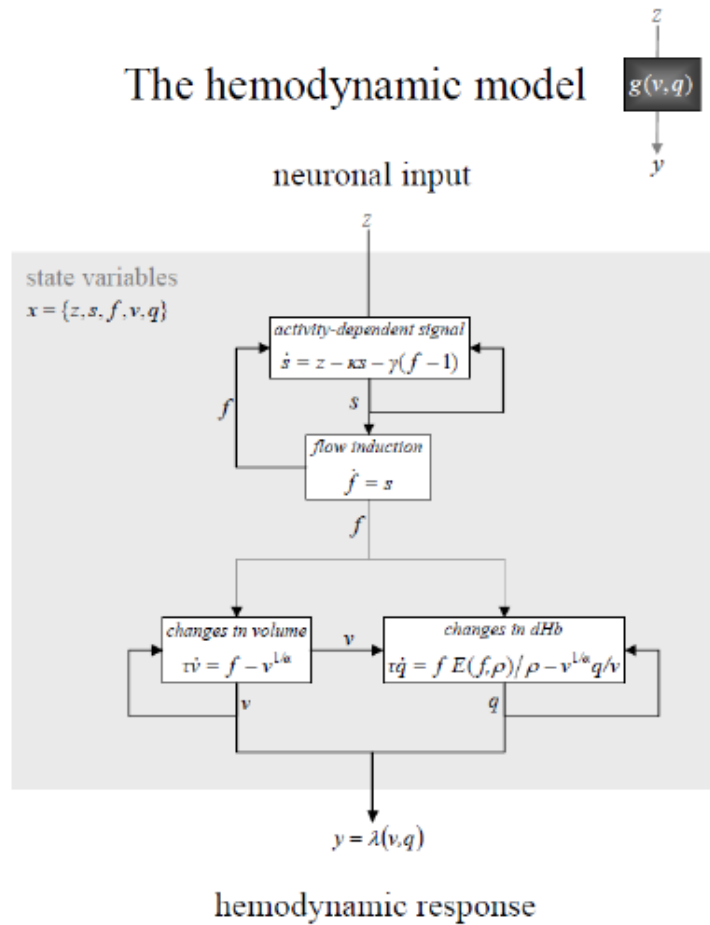 z
The hemodynamic model
g(v,q)
y
neuronal input
z
state variables
x = {z,s,f,v,q}
activity-dependent signal
ṡ = z − κs − γ(f − 1)
f
s
flow induction
ḟ = s
f
changes in volume
τv̇ = f − v^{1/α}
v
changes in dHb
τq̇ = f E(f,ρ)/ρ − v^{1/α} q/v
v
q
y = λ(v,q)
hemodynamic response